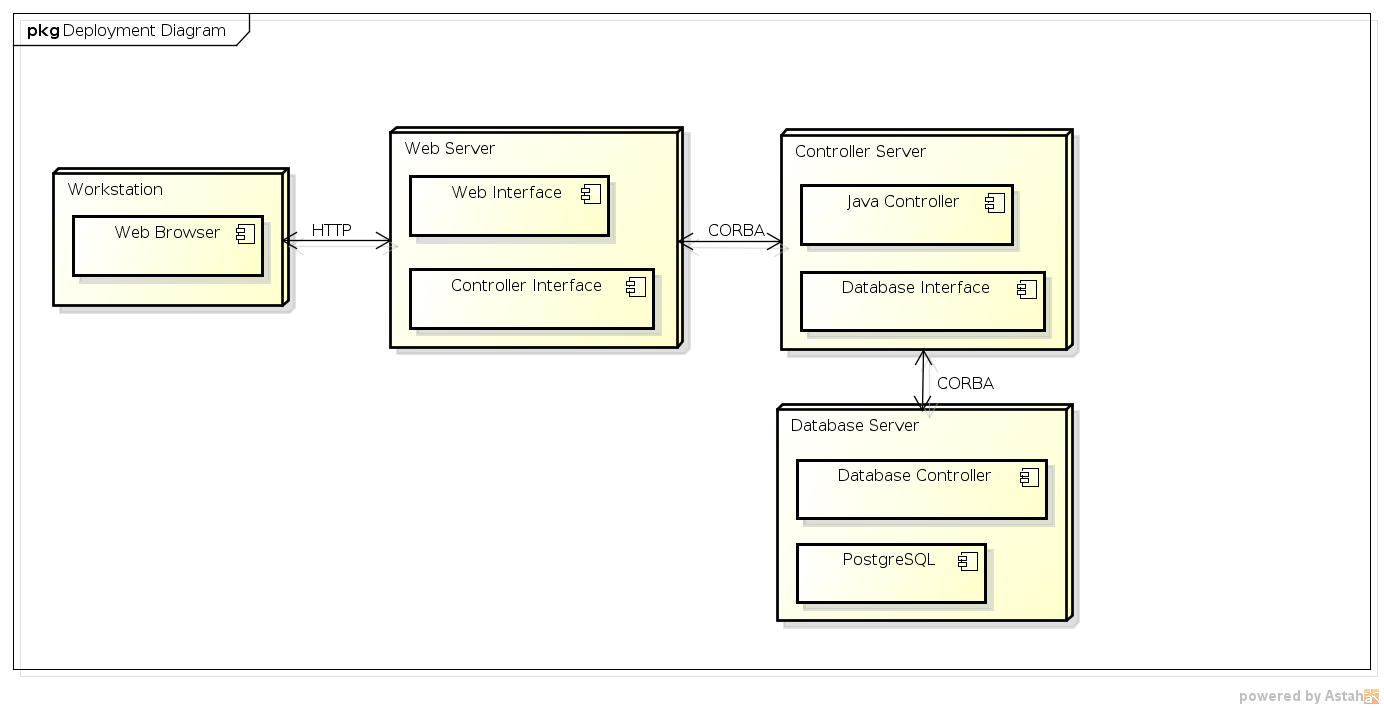 pkg Deployment Diagram
Workstation
Web Browser
HTTP
Web Server
Web Interface
Controller Interface
CORBA
Controller Server
Java Controller
Database Interface
CORBA
Database Server
Database Controller
PostgreSQL
powered by Astah